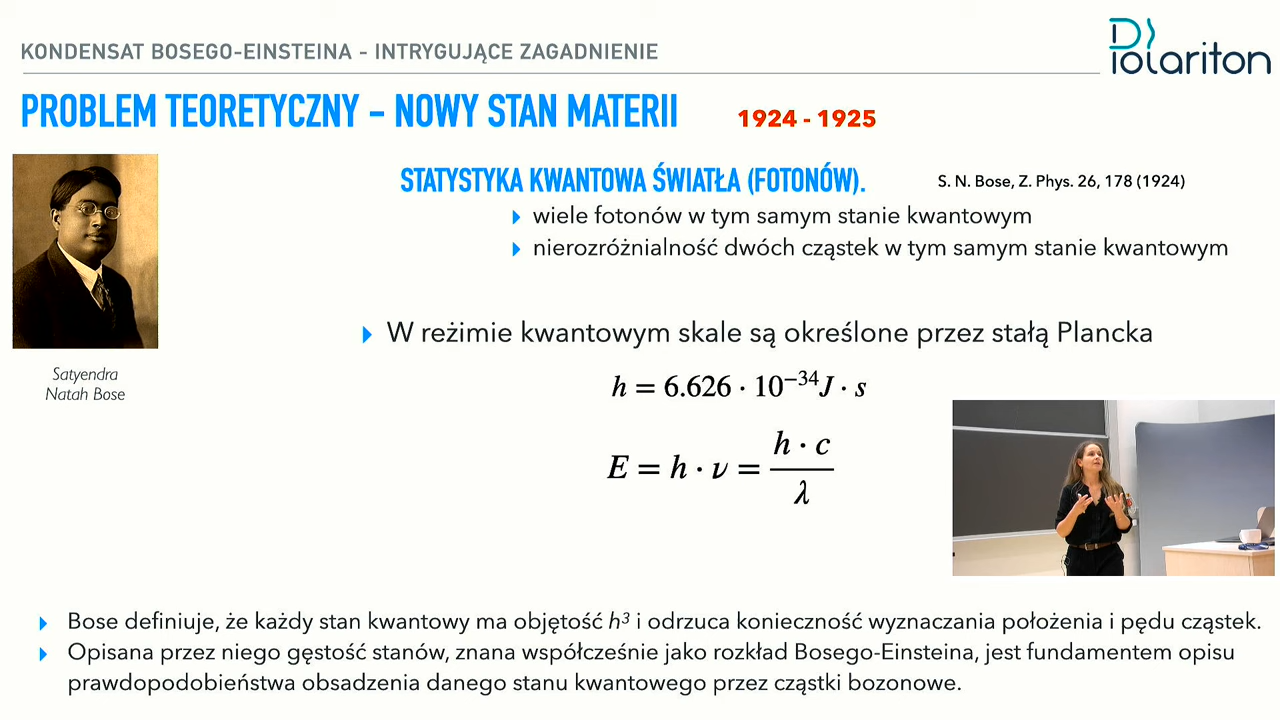 KONDENSAT BOSEGO-EINSTEINA - INTRYGUJĄCE ZAGADNIENIE
Polariton
PROBLEM TEORETYCZNY – NOWY STAN MATERII
1924 - 1925
STATYSTYKA KWANTOWA ŚWIATŁA (FOTONÓW).
S. N. Bose, Z. Phys. 26, 178 (1924)
wiele fotonów w tym samym stanie kwantowym
nierozróżnialność dwóch cząstek w tym samym stanie kwantowym
Satyendra
Natah Bose
W reżimie kwantowym skale są określone przez stałą Plancka
h = 6.626 · 10⁻³⁴ J · s
E = h · ν = h · c / λ
Bose definiuje, że każdy stan kwantowy ma objętość h³ i odrzuca konieczność wyznaczania położenia i pędu cząstek.
Opisana przez niego gęstość stanów, znana współcześnie jako rozkład Bosego-Einsteina, jest fundamentem opisu
prawdopodobieństwa obsadzenia danego stanu kwantowego przez cząstki bozonowe.